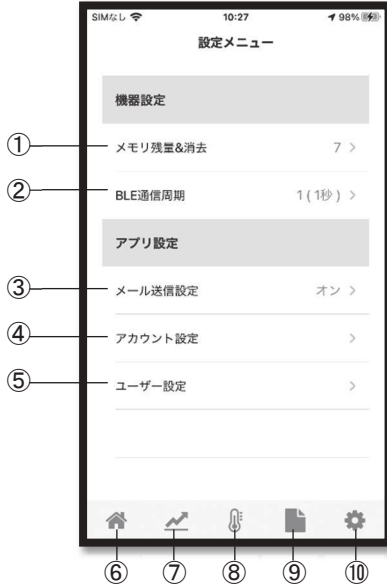 SIMなし 10:27 98%
設定メニュー
機器設定
① メモリ残量&消去 7 >
② BLE通信周期 1 ( 1秒 ) >
アプリ設定
③ メール送信設定 オン >
④ アカウント設定 >
⑤ ユーザー設定 >
⑥ ⑦ ⑧ ⑨ ⑩